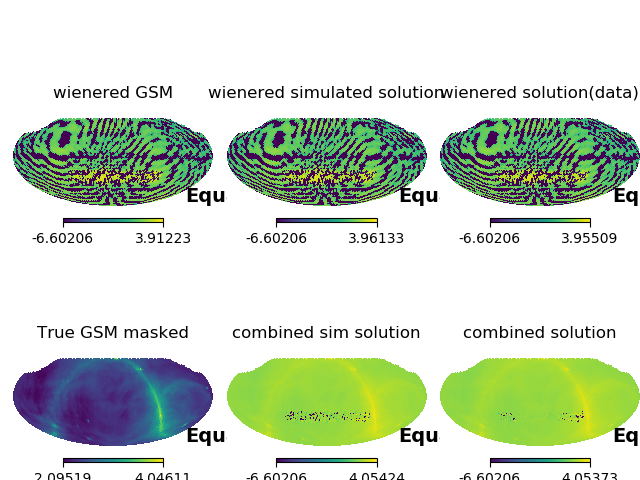 wienered GSM
wienered simulated solution
wienered solution(data)
Equ
Equ
Eq
-6.60206
3.91223
-6.60206
3.96133
-6.60206
3.95509
True GSM masked
combined sim solution
combined solution
Equ
Equ
Eq
2.09519
4.04611
-6.60206
4.05424
-6.60206
4.05373